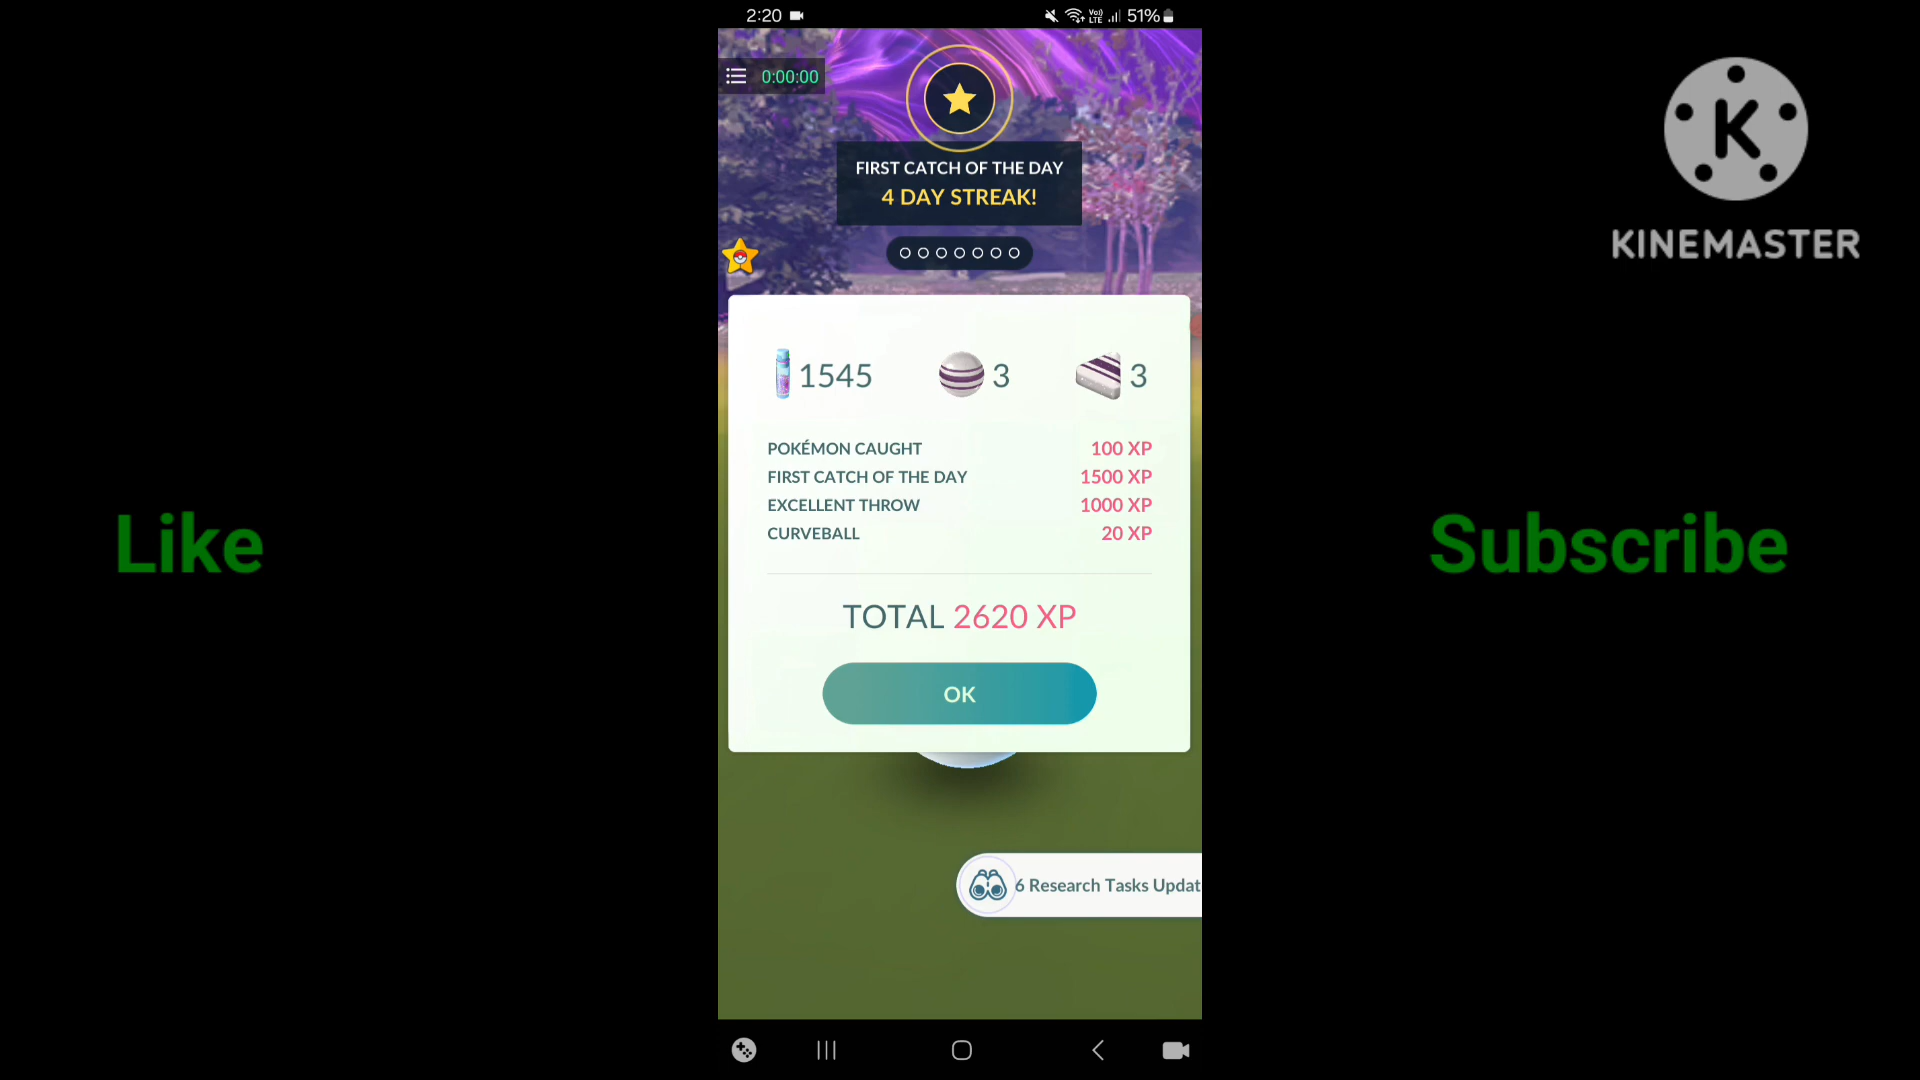 2:20
Vo))
LTE
51%
0:00:00
FIRST CATCH OF THE DAY
4 DAY STREAK!
1545
3
3
POKÉMON CAUGHT 100 XP
FIRST CATCH OF THE DAY 1500 XP
EXCELLENT THROW 1000 XP
CURVEBALL 20 XP
TOTAL 2620 XP
OK
6 Research Tasks Updat
Like
Subscribe
K
KINEMASTER